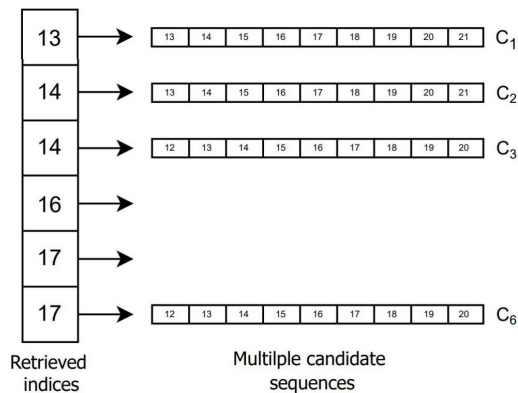 13 13 14 15 16 17 18 19 20 21 C1
14 13 14 15 16 17 18 19 20 21 C2
14 12 13 14 15 16 17 18 19 20 C3
16
17
17 12 13 14 15 16 17 18 19 20 C6
Retrieved
indices
Multilple candidate
sequences